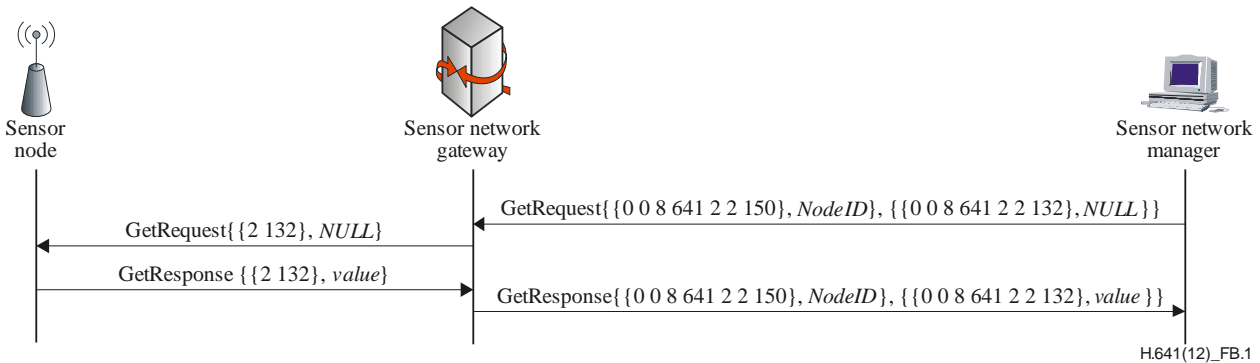 Sensor
node
Sensor network
gateway
Sensor network
manager
GetRequest{{0 0 8 641 2 2 150}, NodeID}, {{0 0 8 641 2 2 132}, NULL}}
GetRequest{{2 132}, NULL}
GetResponse {{2 132}, value}
GetResponse{{0 0 8 641 2 2 150}, NodeID}, {{0 0 8 641 2 2 132}, value }}
H.641(12)_FB.1